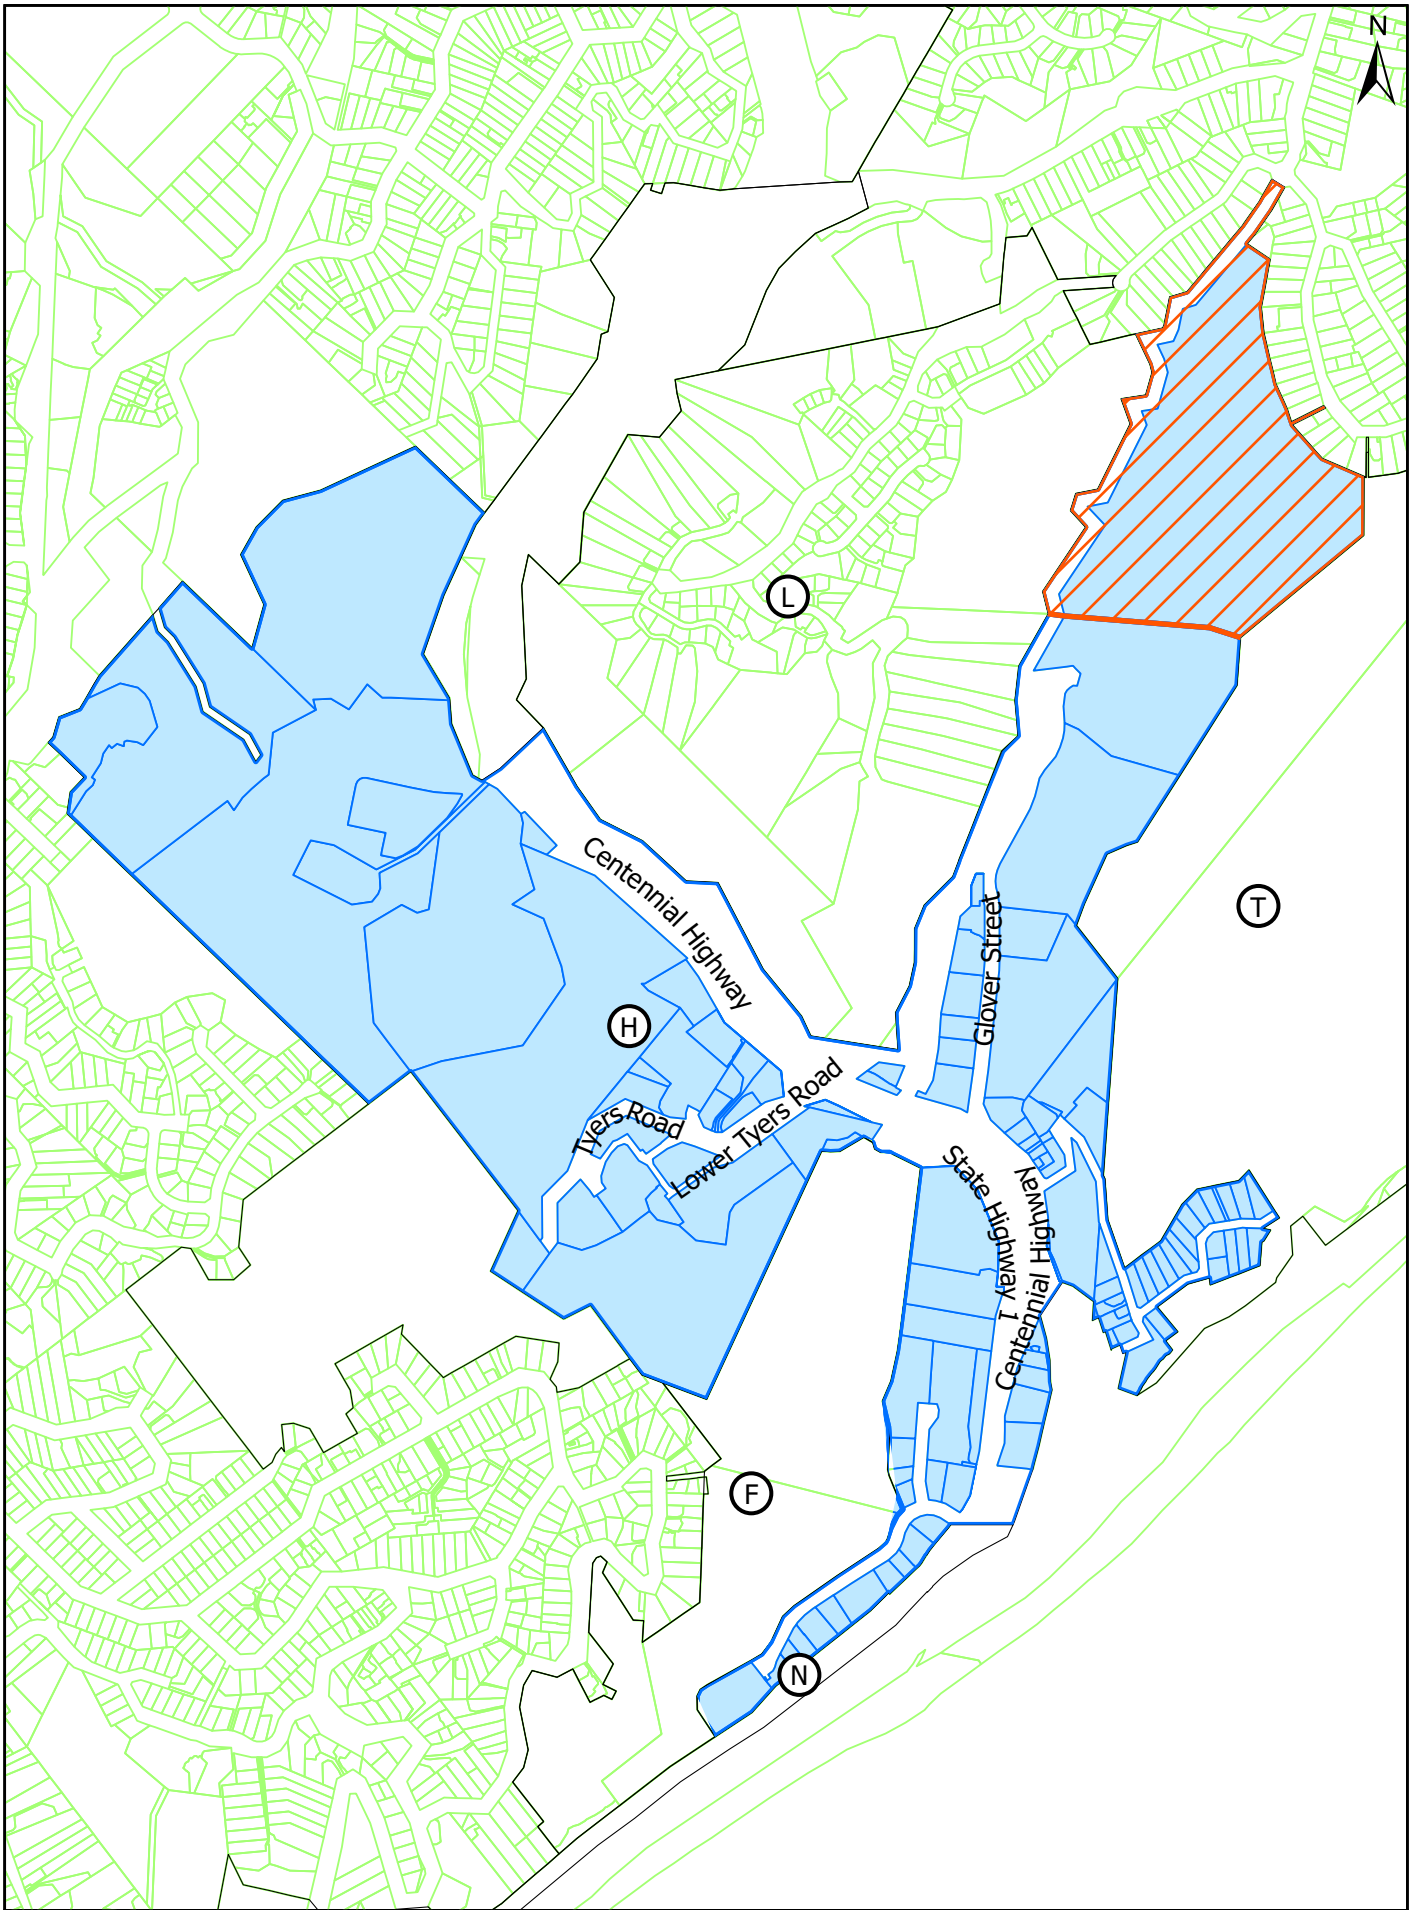 N
L
Centennial Highway
T
Glover Street
H
Tyers Road
Lower Tyers Road
State Highway 1
Centennial Highway
F
N